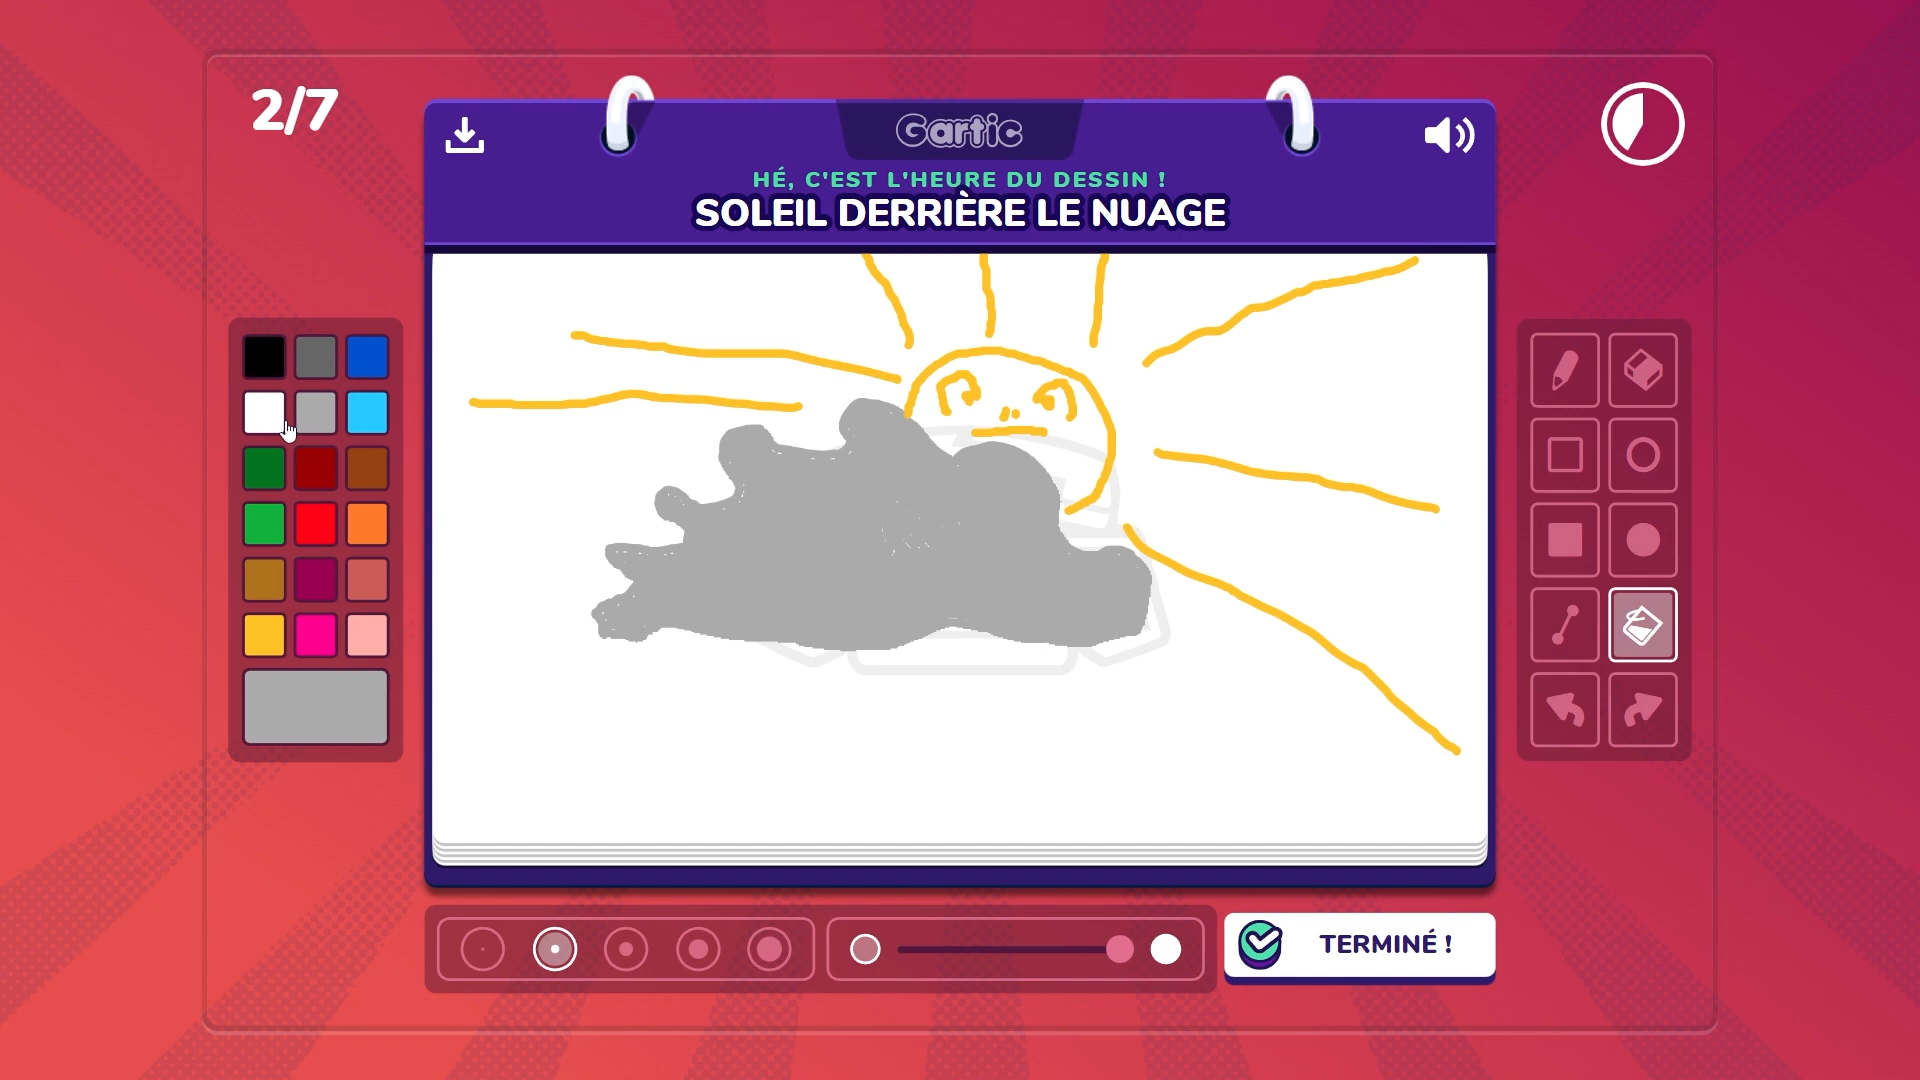 2/7
Gartic
HÉ, C'EST L'HEURE DU DESSIN !
SOLEIL DERRIÈRE LE NUAGE
TERMINÉ !